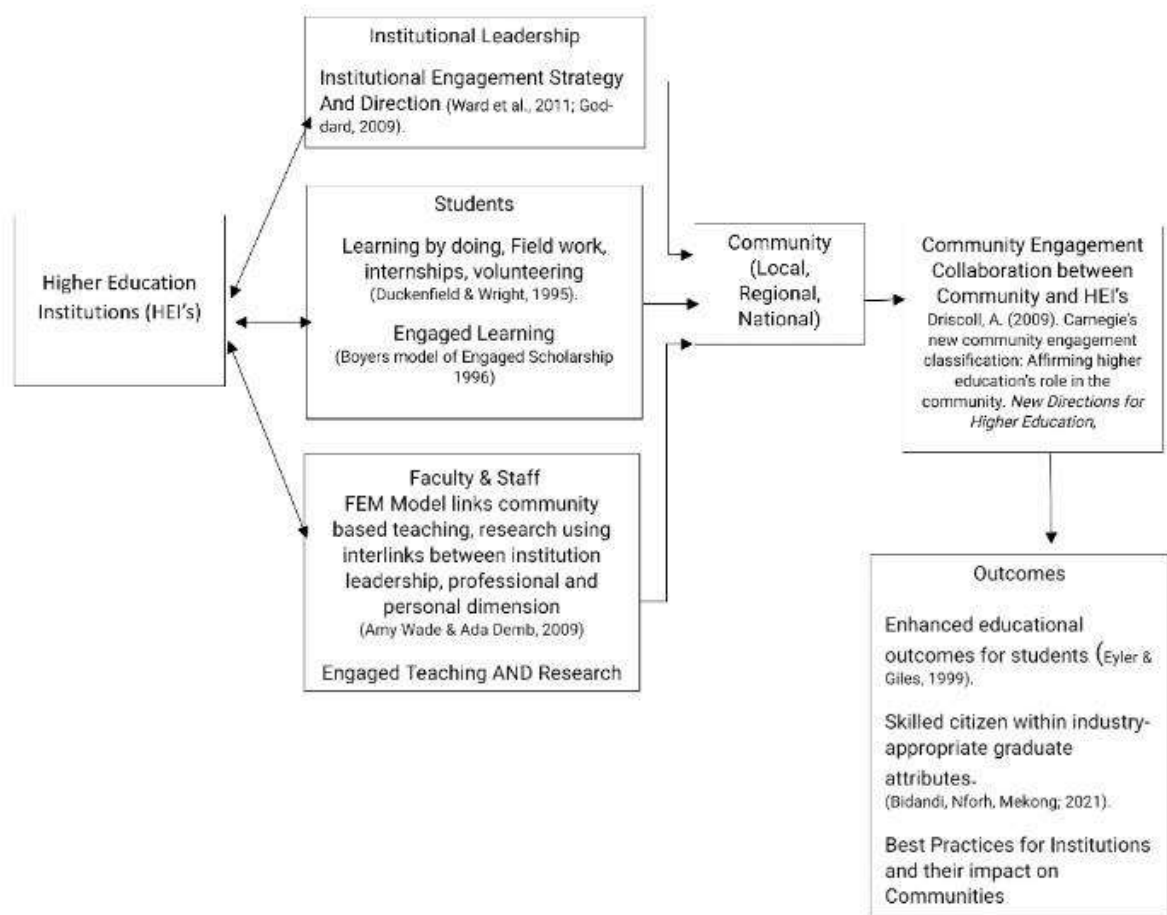 Institutional Leadership
Institutional Engagement Strategy
And Direction (Ward et al., 2011; God-
dard, 2009).
Students
Learning by doing, Field work,
internships, volunteering
(Duckenfield & Wright, 1995).
Engaged Learning
(Boyers model of Engaged Scholarship
1996)
Higher Education
Institutions (HEI's)
Faculty & Staff
FEM Model links community
based teaching, research using
interlinks between institution
leadership, professional and
personal dimension
(Amy Wade & Ada Demb, 2009)
Engaged Teaching AND Research
Community
(Local,
Regional,
National)
Community Engagement
Collaboration between
Community and HEI's
Driscoll, A. (2009). Carnegie's
new community engagement
classification: Affirming higher
education's role in the
community. New Directions for
Higher Education,
Outcomes
Enhanced educational
outcomes for students (Eyler &
Giles, 1999).
Skilled citizen within industry-
appropriate graduate
attributes.
(Bidandi, Nforh, Mekong; 2021).
Best Practices for Institutions
and their impact on
Communities